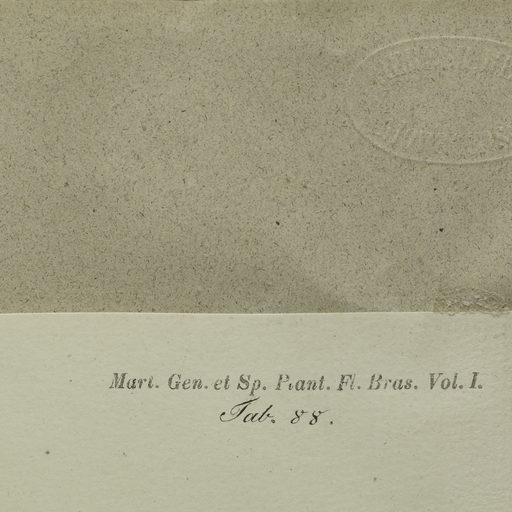 Mart. Gen. et Sp. Plant. Fl. Bras. Vol. I.
Tab. 88.